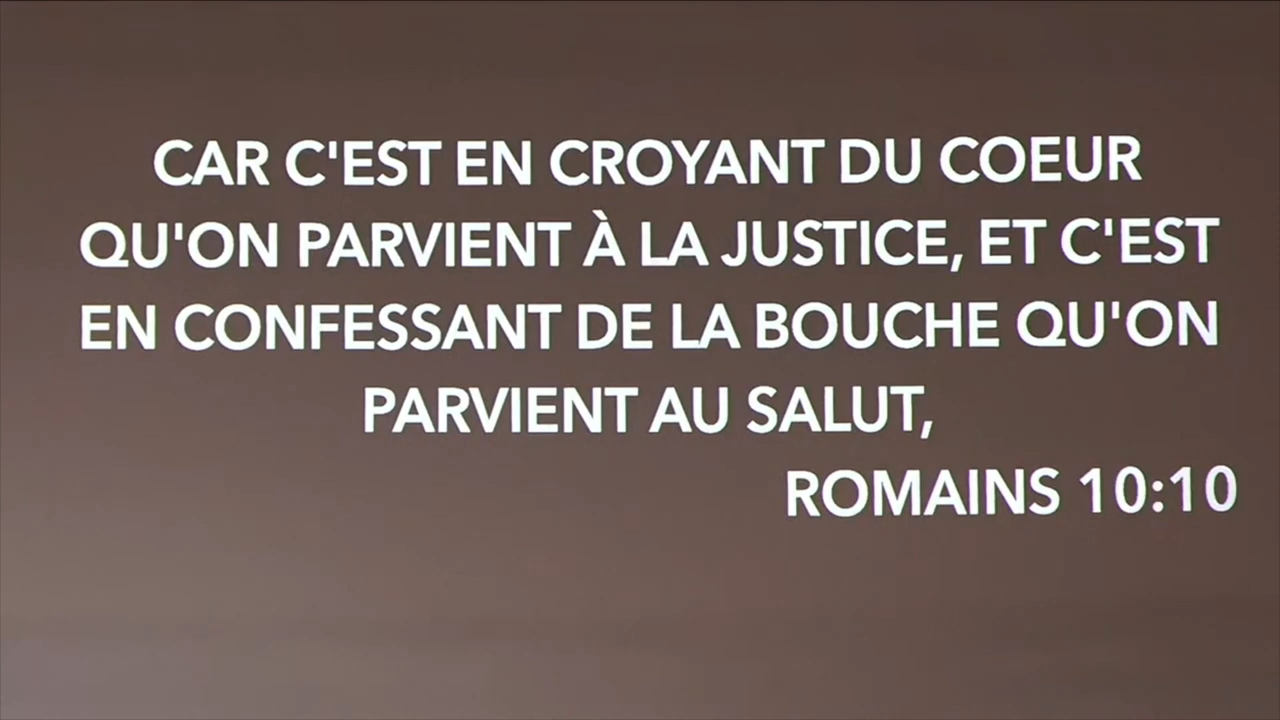 CAR C'EST EN CROYANT DU COEUR
QU'ON PARVIENT À LA JUSTICE, ET C'EST
EN CONFESSANT DE LA BOUCHE QU'ON
PARVIENT AU SALUT,
ROMAINS 10:10